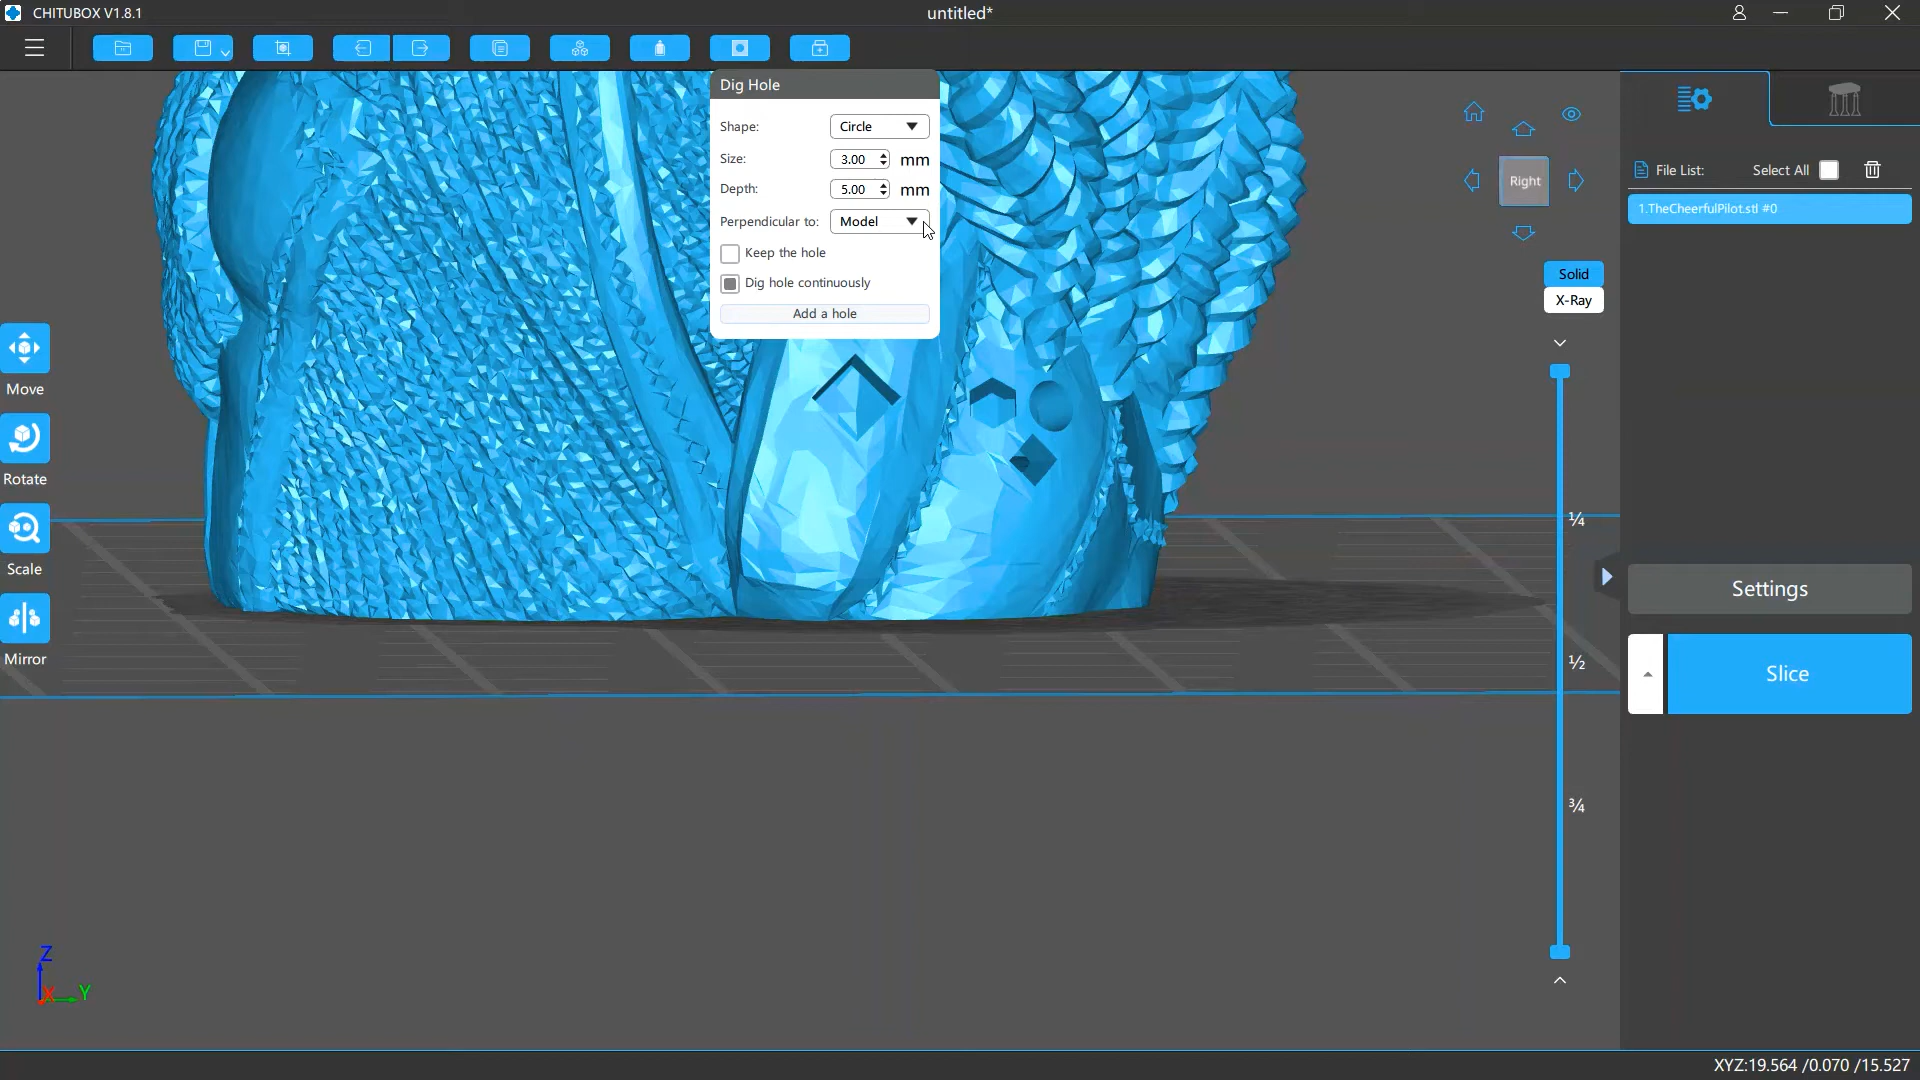 CHITUBOX V1.8.1
untitled*
Dig Hole
Shape:
Circle
Size:
3.00
mm
Depth:
5.00
mm
Perpendicular to:
Model
Keep the hole
Dig hole continuously
Add a hole
Right
Solid
X-Ray
¼
½
¾
Move
Rotate
Scale
Mirror
File List:
Select All
1.TheCheerfulPilot.stl #0
Settings
Slice
Z
X
Y
XYZ:19.564 /0.070 /15.527